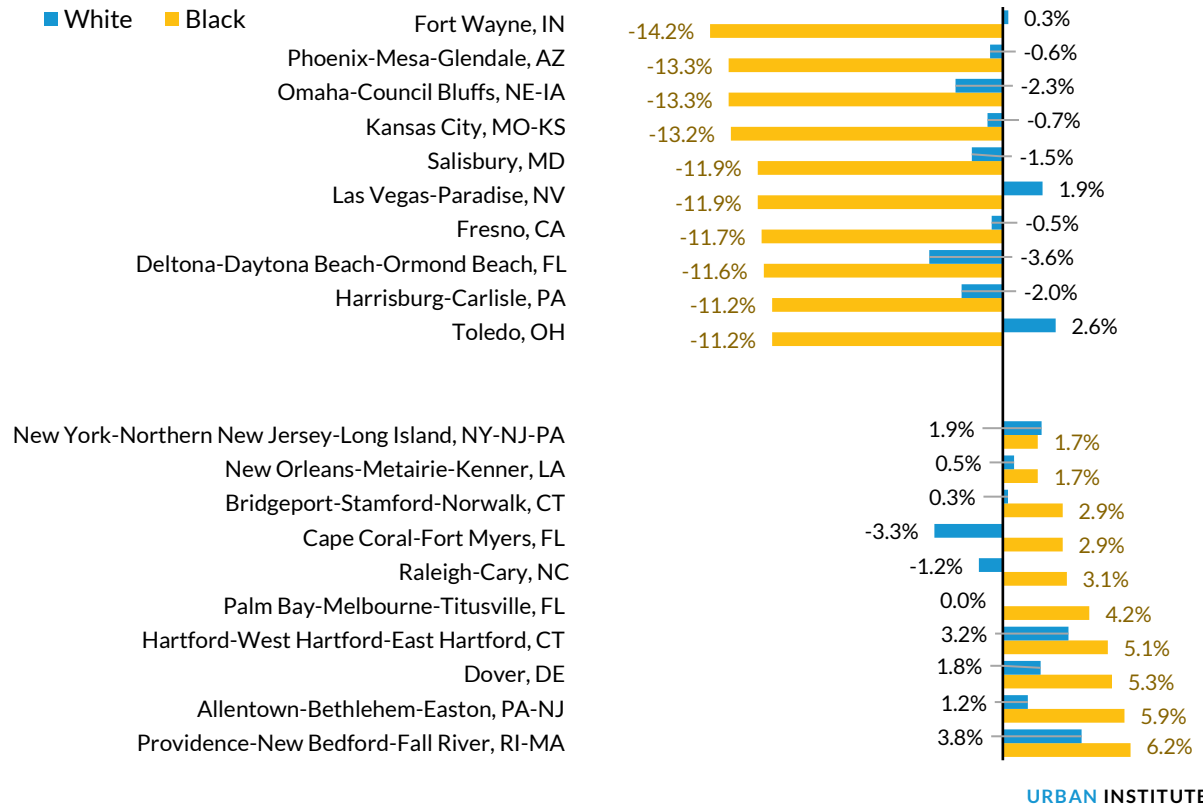 White Black
Fort Wayne, IN -14.2% 0.3%
Phoenix-Mesa-Glendale, AZ -13.3% -0.6%
Omaha-Council Bluffs, NE-IA -13.3% -2.3%
Kansas City, MO-KS -13.2% -0.7%
Salisbury, MD -11.9% -1.5%
Las Vegas-Paradise, NV -11.9% 1.9%
Fresno, CA -11.7% -0.5%
Deltona-Daytona Beach-Ormond Beach, FL -11.6% -3.6%
Harrisburg-Carlisle, PA -11.2% -2.0%
Toledo, OH -11.2% 2.6%
New York-Northern New Jersey-Long Island, NY-NJ-PA 1.9% 1.7%
New Orleans-Metairie-Kenner, LA 0.5% 1.7%
Bridgeport-Stamford-Norwalk, CT 0.3% 2.9%
Cape Coral-Fort Myers, FL -3.3% 2.9%
Raleigh-Cary, NC -1.2% 3.1%
Palm Bay-Melbourne-Titusville, FL 0.0% 4.2%
Hartford-West Hartford-East Hartford, CT 3.2% 5.1%
Dover, DE 1.8% 5.3%
Allentown-Bethlehem-Easton, PA-NJ 1.2% 5.9%
Providence-New Bedford-Fall River, RI-MA 3.8% 6.2%
URBAN INSTITUTE